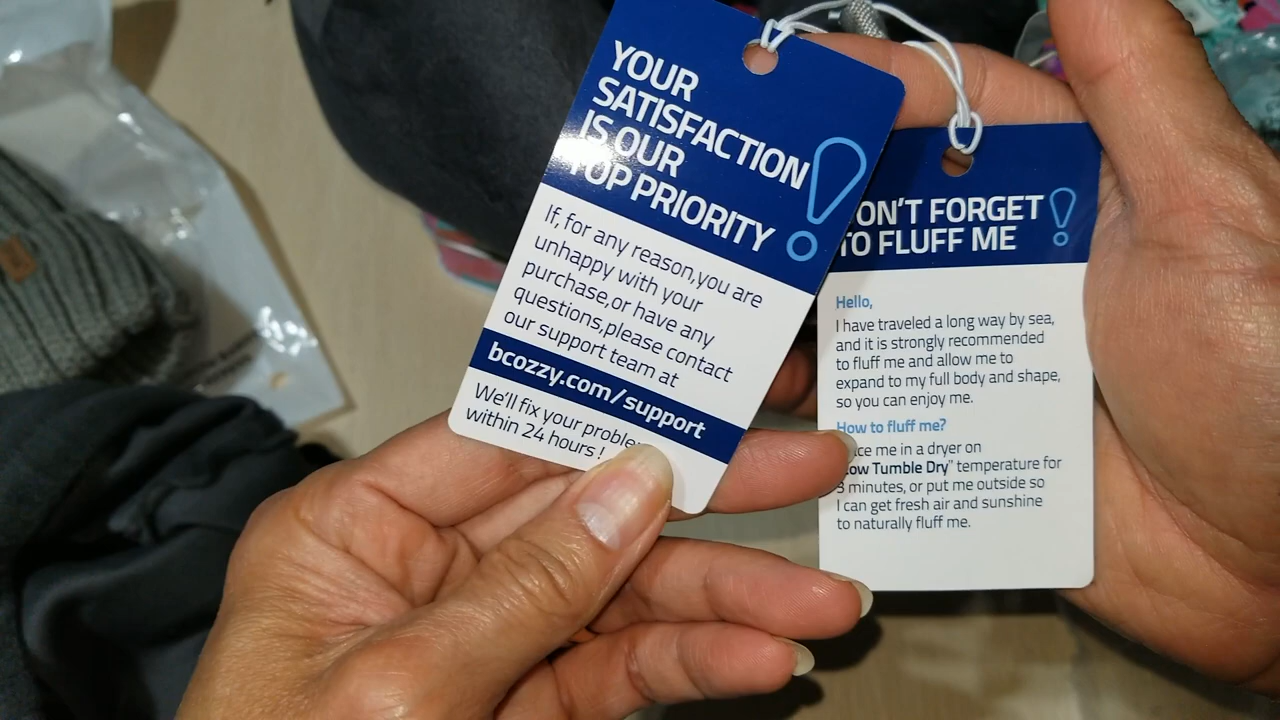 YOUR
SATISFACTION
IS OUR
TOP PRIORITY
If, for any reason,you are
unhappy with your
purchase,or have any
questions,please contact
our support team at
bcozzy.com/support
We'll fix your
within 24 hours !
FORGET
TO FLUFF ME
Hello,
I have traveled a long way by sea,
and it is strongly recommended
to fluff me and allow me to
expand to my full body and shape,
so you can enjoy me.
How to fluff me?
me in a dryer on
Low Tumble Dry" temperature for
3 minutes, or put me outside so
I can get fresh air and sunshine
to naturally fluff me.